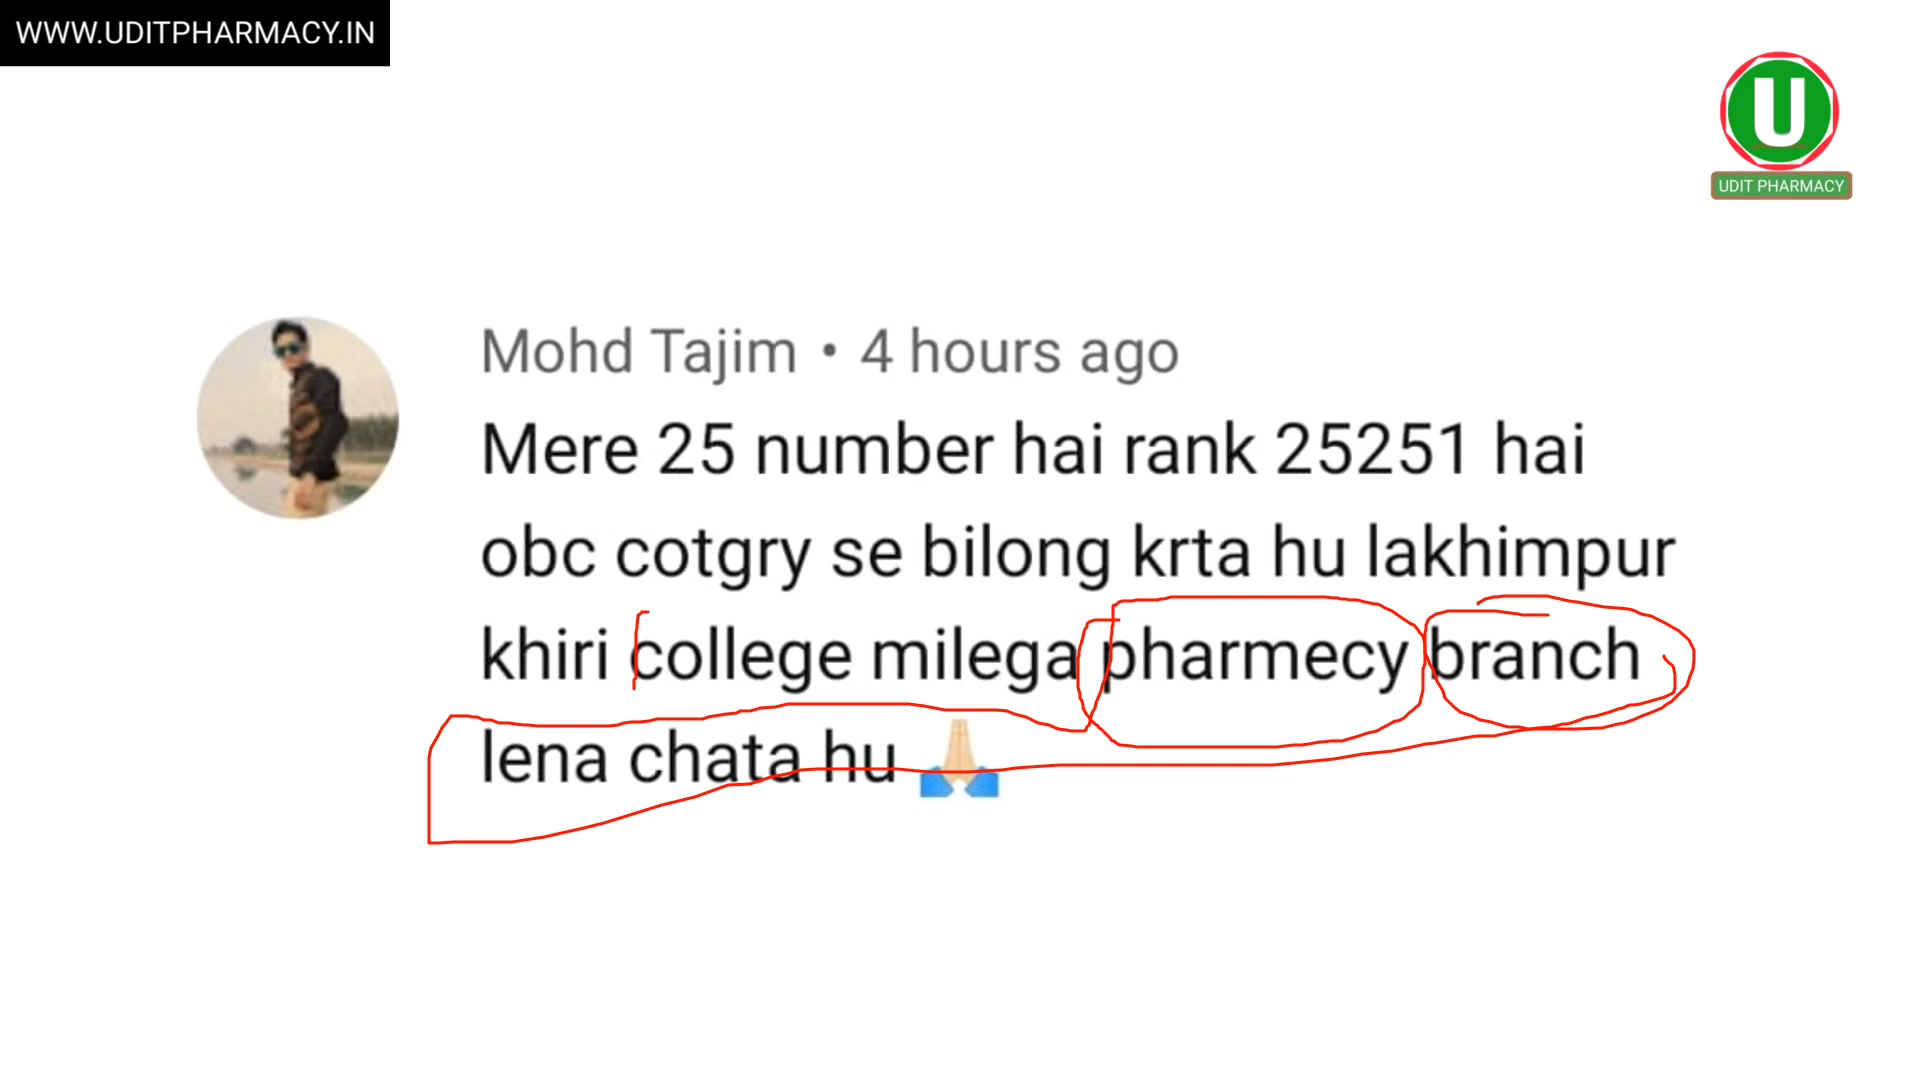 WWW.UDITPHARMACY.IN
U
UDIT PHARMACY
Mohd Tajim • 4 hours ago
Mere 25 number hai rank 25251 hai
obc cotgry se bilong krta hu lakhimpur
khiri college milega pharmecy branch
lena chata hu 🙏🏻